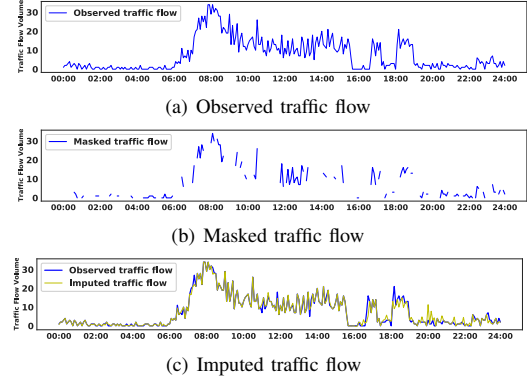 Observed traffic flow
Traffic Flow Volume
30
20
10
0
00:00 02:00 04:00 06:00 08:00 10:00 12:00 14:00 16:00 18:00 20:00 22:00 24:00
(a) Observed traffic flow
Masked traffic flow
Traffic Flow Volume
30
20
10
0
00:00 02:00 04:00 06:00 08:00 10:00 12:00 14:00 16:00 18:00 20:00 22:00 24:00
(b) Masked traffic flow
Observed traffic flow
Imputed traffic flow
Traffic Flow Volume
30
20
10
0
00:00 02:00 04:00 06:00 08:00 10:00 12:00 14:00 16:00 18:00 20:00 22:00 24:00
(c) Imputed traffic flow